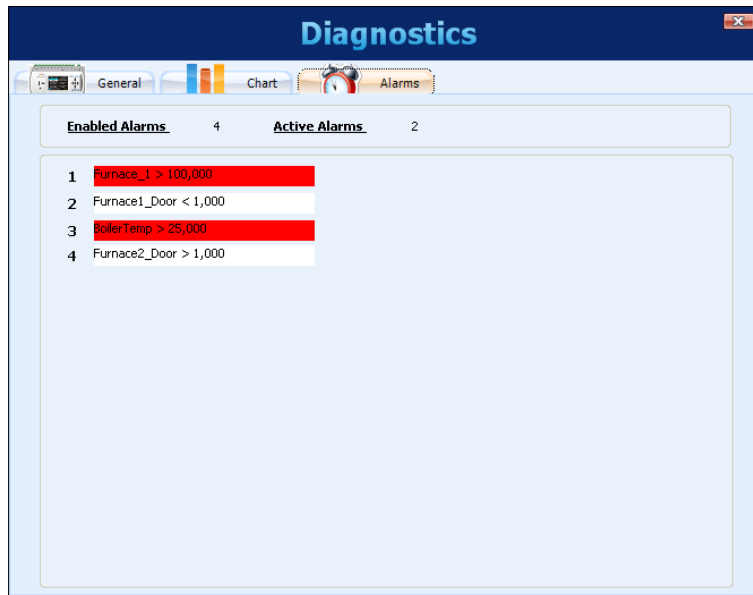 Diagnostics
General Chart Alarms
Enabled Alarms 4 Active Alarms 2
1 Furnace_1 > 100,000
2 Furnace1_Door < 1,000
3 BoilerTemp > 25,000
4 Furnace2_Door > 1,000